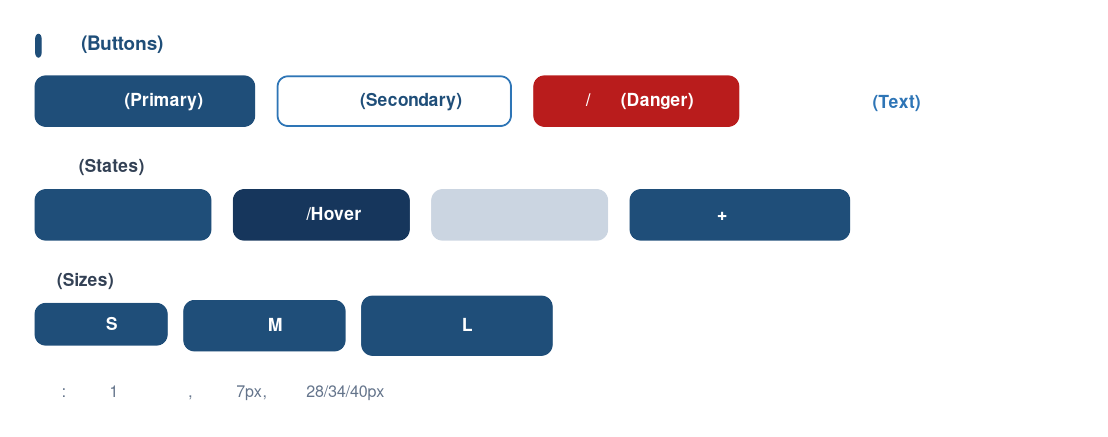 (Buttons)
(Primary) (Secondary) / (Danger) (Text)
(States)
/Hover +
(Sizes)
S M L
: 1 , 7px, 28/34/40px